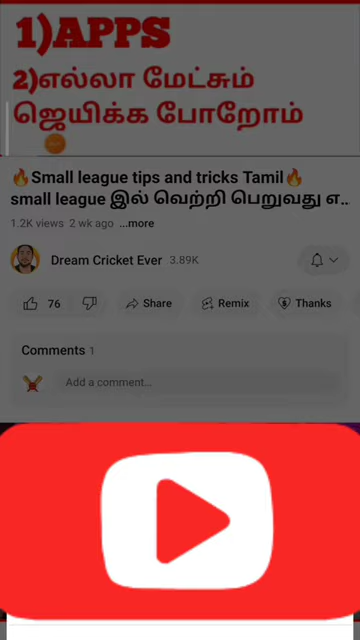 1)APPS
2)எல்லா மேட்சும்
ஜெயிக்க போறோம்
🔥Small league tips and tricks Tamil🔥
small league இல் வெற்றி பெறுவது எ...
1.2K views 2 wk ago ...more
Dream Cricket Ever 3.89K
76 Share Remix Thanks
Comments 1
Add a comment...